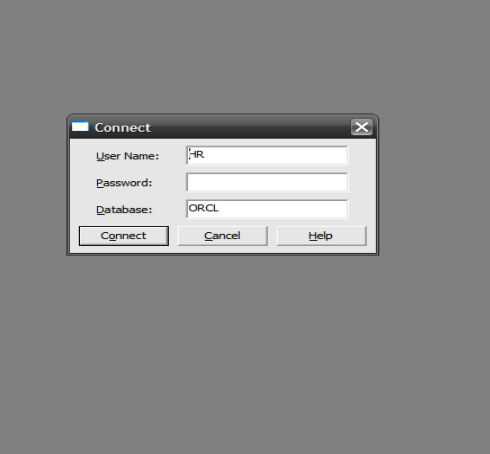 Connect
User Name: HR
Password:
Database: ORCL
Connect Cancel Help